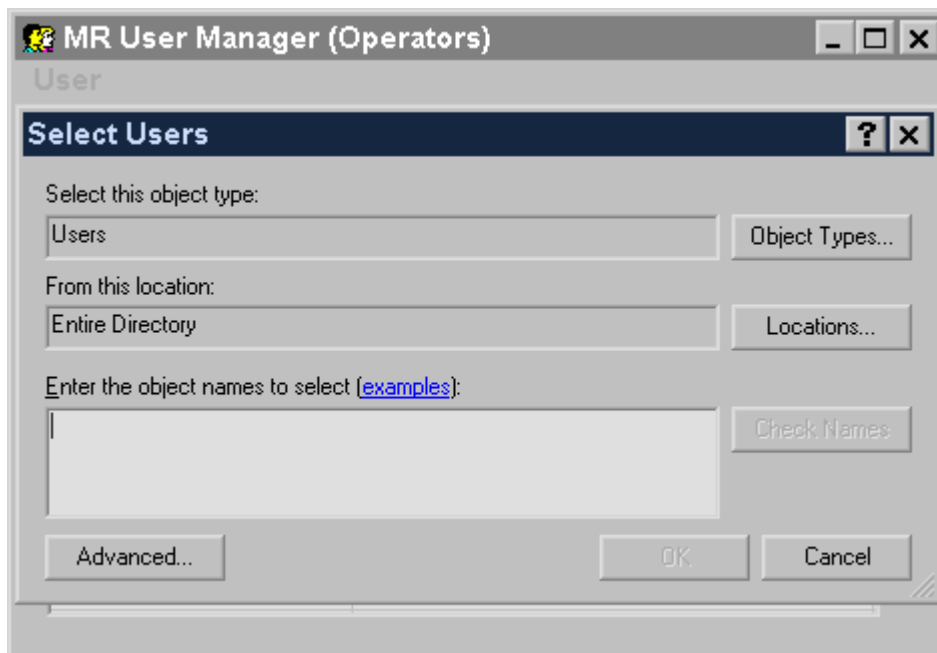 MR User Manager (Operators)
User
Select Users
Select this object type:
Users
Object Types...
From this location:
Entire Directory
Locations...
Enter the object names to select (examples):
Check Names
Advanced...
OK
Cancel